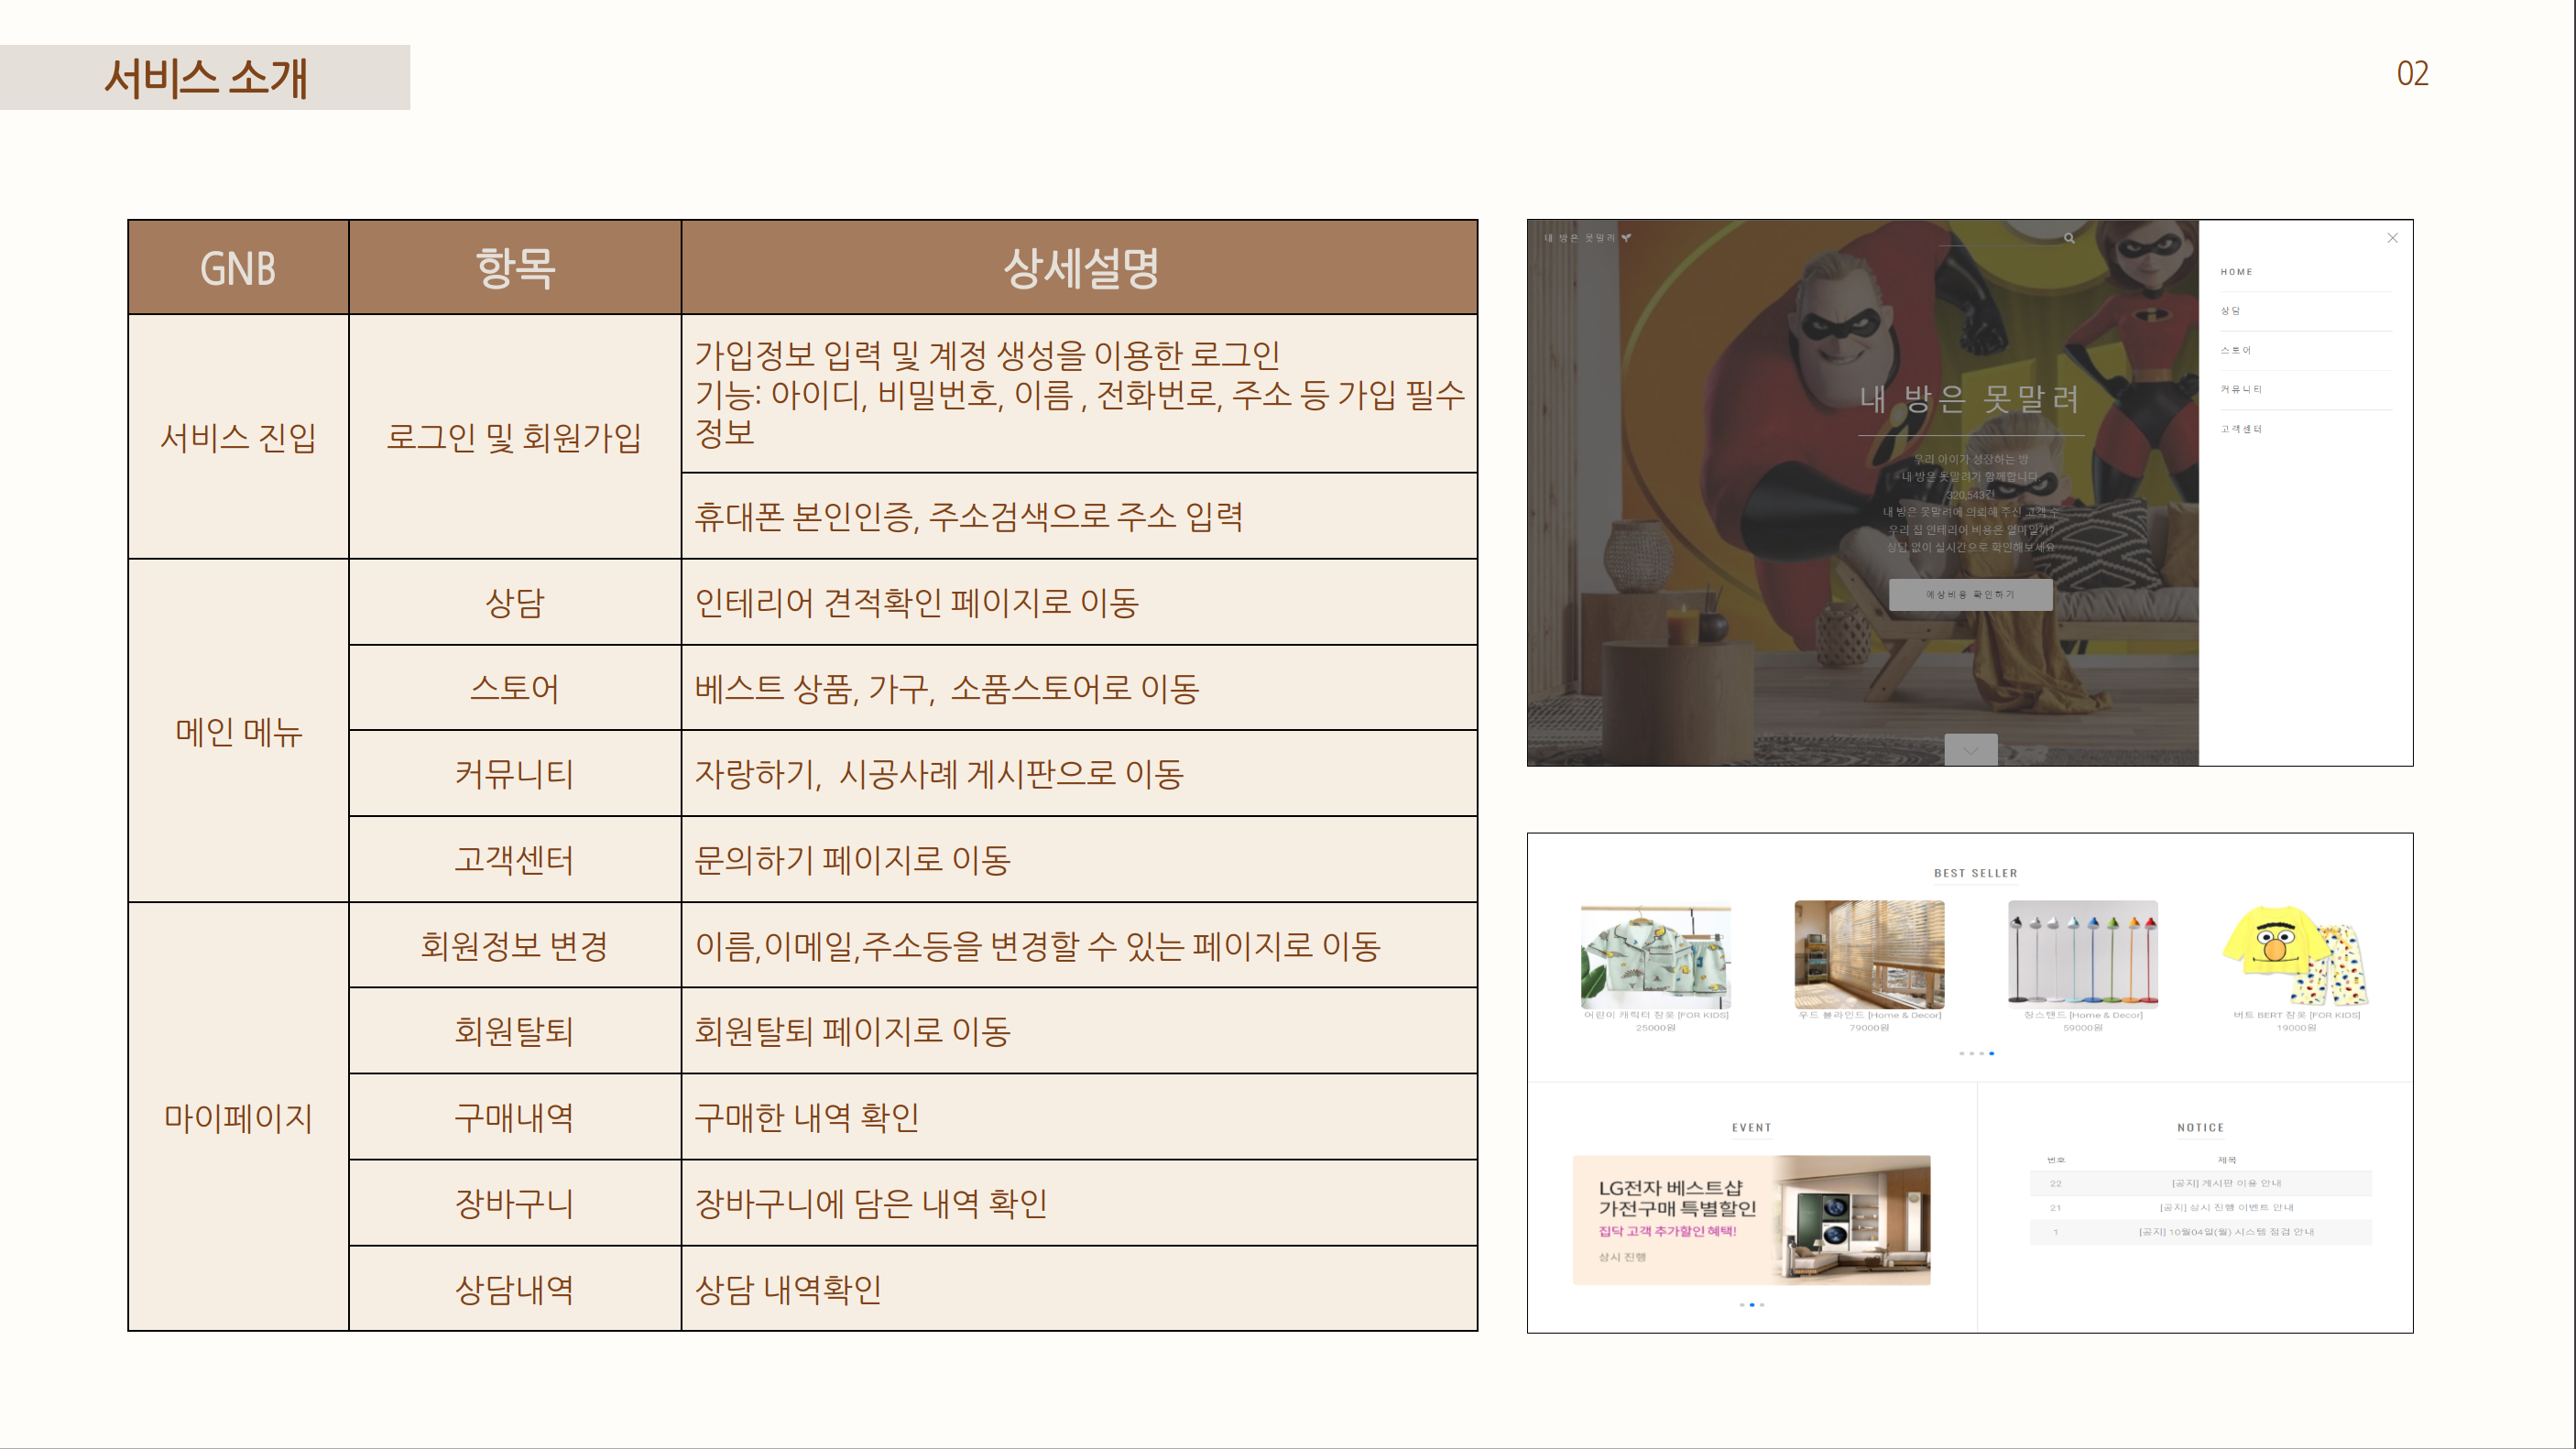 서비스 소개
02
GNB
항목
상세설명
서비스 진입
로그인 및 회원가입
가입정보 입력 및 계정 생성을 이용한 로그인
기능: 아이디, 비밀번호, 이름 , 전화번로, 주소 등 가입 필수
정보
휴대폰 본인인증, 주소검색으로 주소 입력
메인 메뉴
상담
인테리어 견적확인 페이지로 이동
스토어
베스트 상품, 가구, 소품스토어로 이동
커뮤니티
자랑하기, 시공사례 게시판으로 이동
고객센터
문의하기 페이지로 이동
마이페이지
회원정보 변경
이름,이메일,주소등을 변경할 수 있는 페이지로 이동
회원탈퇴
회원탈퇴 페이지로 이동
구매내역
구매한 내역 확인
장바구니
장바구니에 담은 내역 확인
상담내역
상담 내역확인
내 방은 못말려
내 방은 못말려
우리 아이가 성장하는 방
내 방은 못말려가 함께합니다.
320,543건
내 방은 못말려에 의뢰해 주신 고객 수
우리 집 인테리어 비용은 얼마일까?
상담 없이 실시간으로 확인해보세요
예상비용 확인하기
HOME
상담
스토어
커뮤니티
고객센터
BEST SELLER
어린이 캐릭터 잠옷 [FOR KIDS]
25000원
우드 블라인드 [Home & Decor]
79000원
장스탠드 [Home & Decor]
59000원
버트 BERT 잠옷 [FOR KIDS]
19000원
EVENT
LG전자 베스트샵
가전구매 특별할인
집닥 고객 추가할인 혜택!
상시 진행
NOTICE
번호 제목
22 [공지] 게시판 이용 안내
21 [공지] 상시 진행 이벤트 안내
1 [공지] 10월04일(월) 시스템 점검 안내